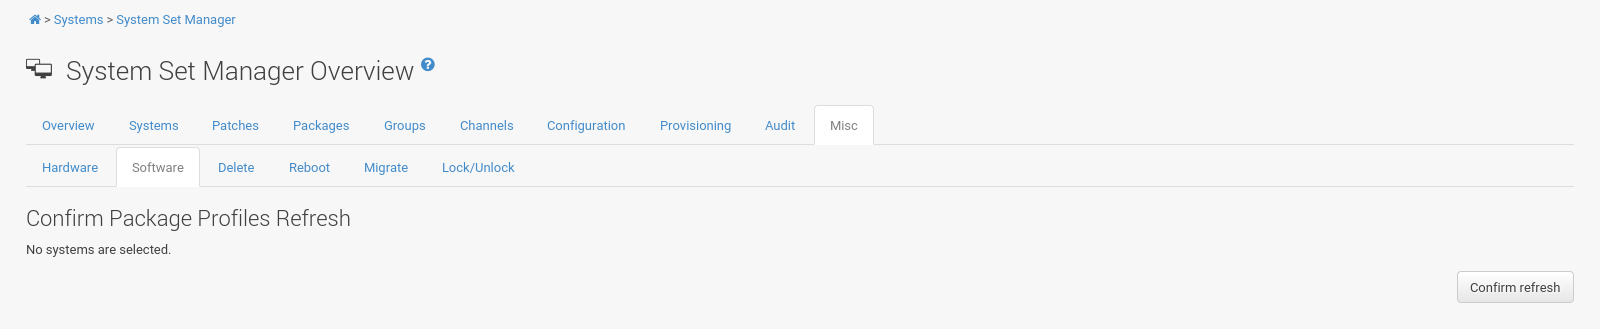 > Systems > System Set Manager
System Set Manager Overview ?
Overview Systems Patches Packages Groups Channels Configuration Provisioning Audit Misc
Hardware Software Delete Reboot Migrate Lock/Unlock
Confirm Package Profiles Refresh
No systems are selected.
Confirm refresh